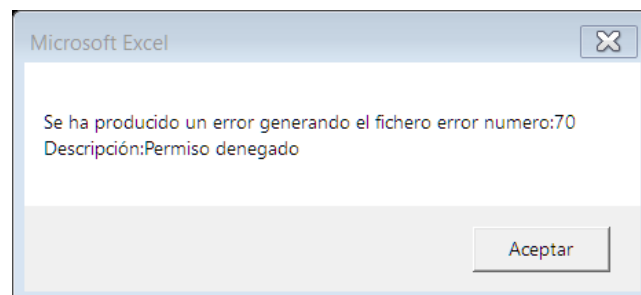 Microsoft Excel
Se ha producido un error generando el fichero error numero:70
Descripción:Permiso denegado
Aceptar